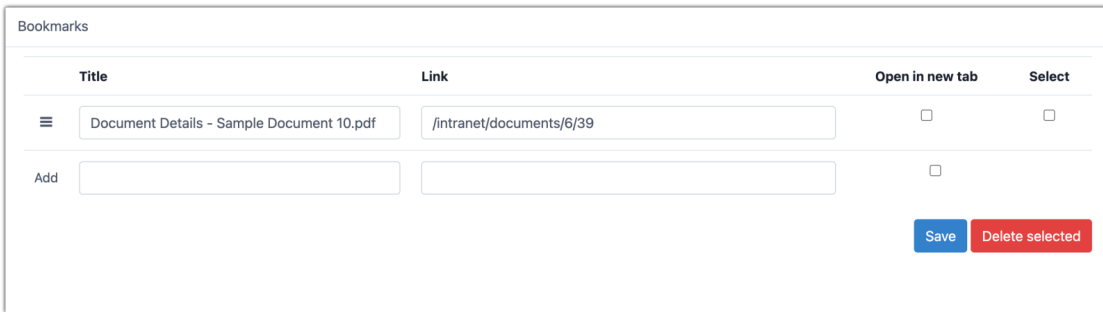 Bookmarks
Title Link Open in new tab Select
Document Details - Sample Document 10.pdf /intranet/documents/6/39
Add
Save Delete selected